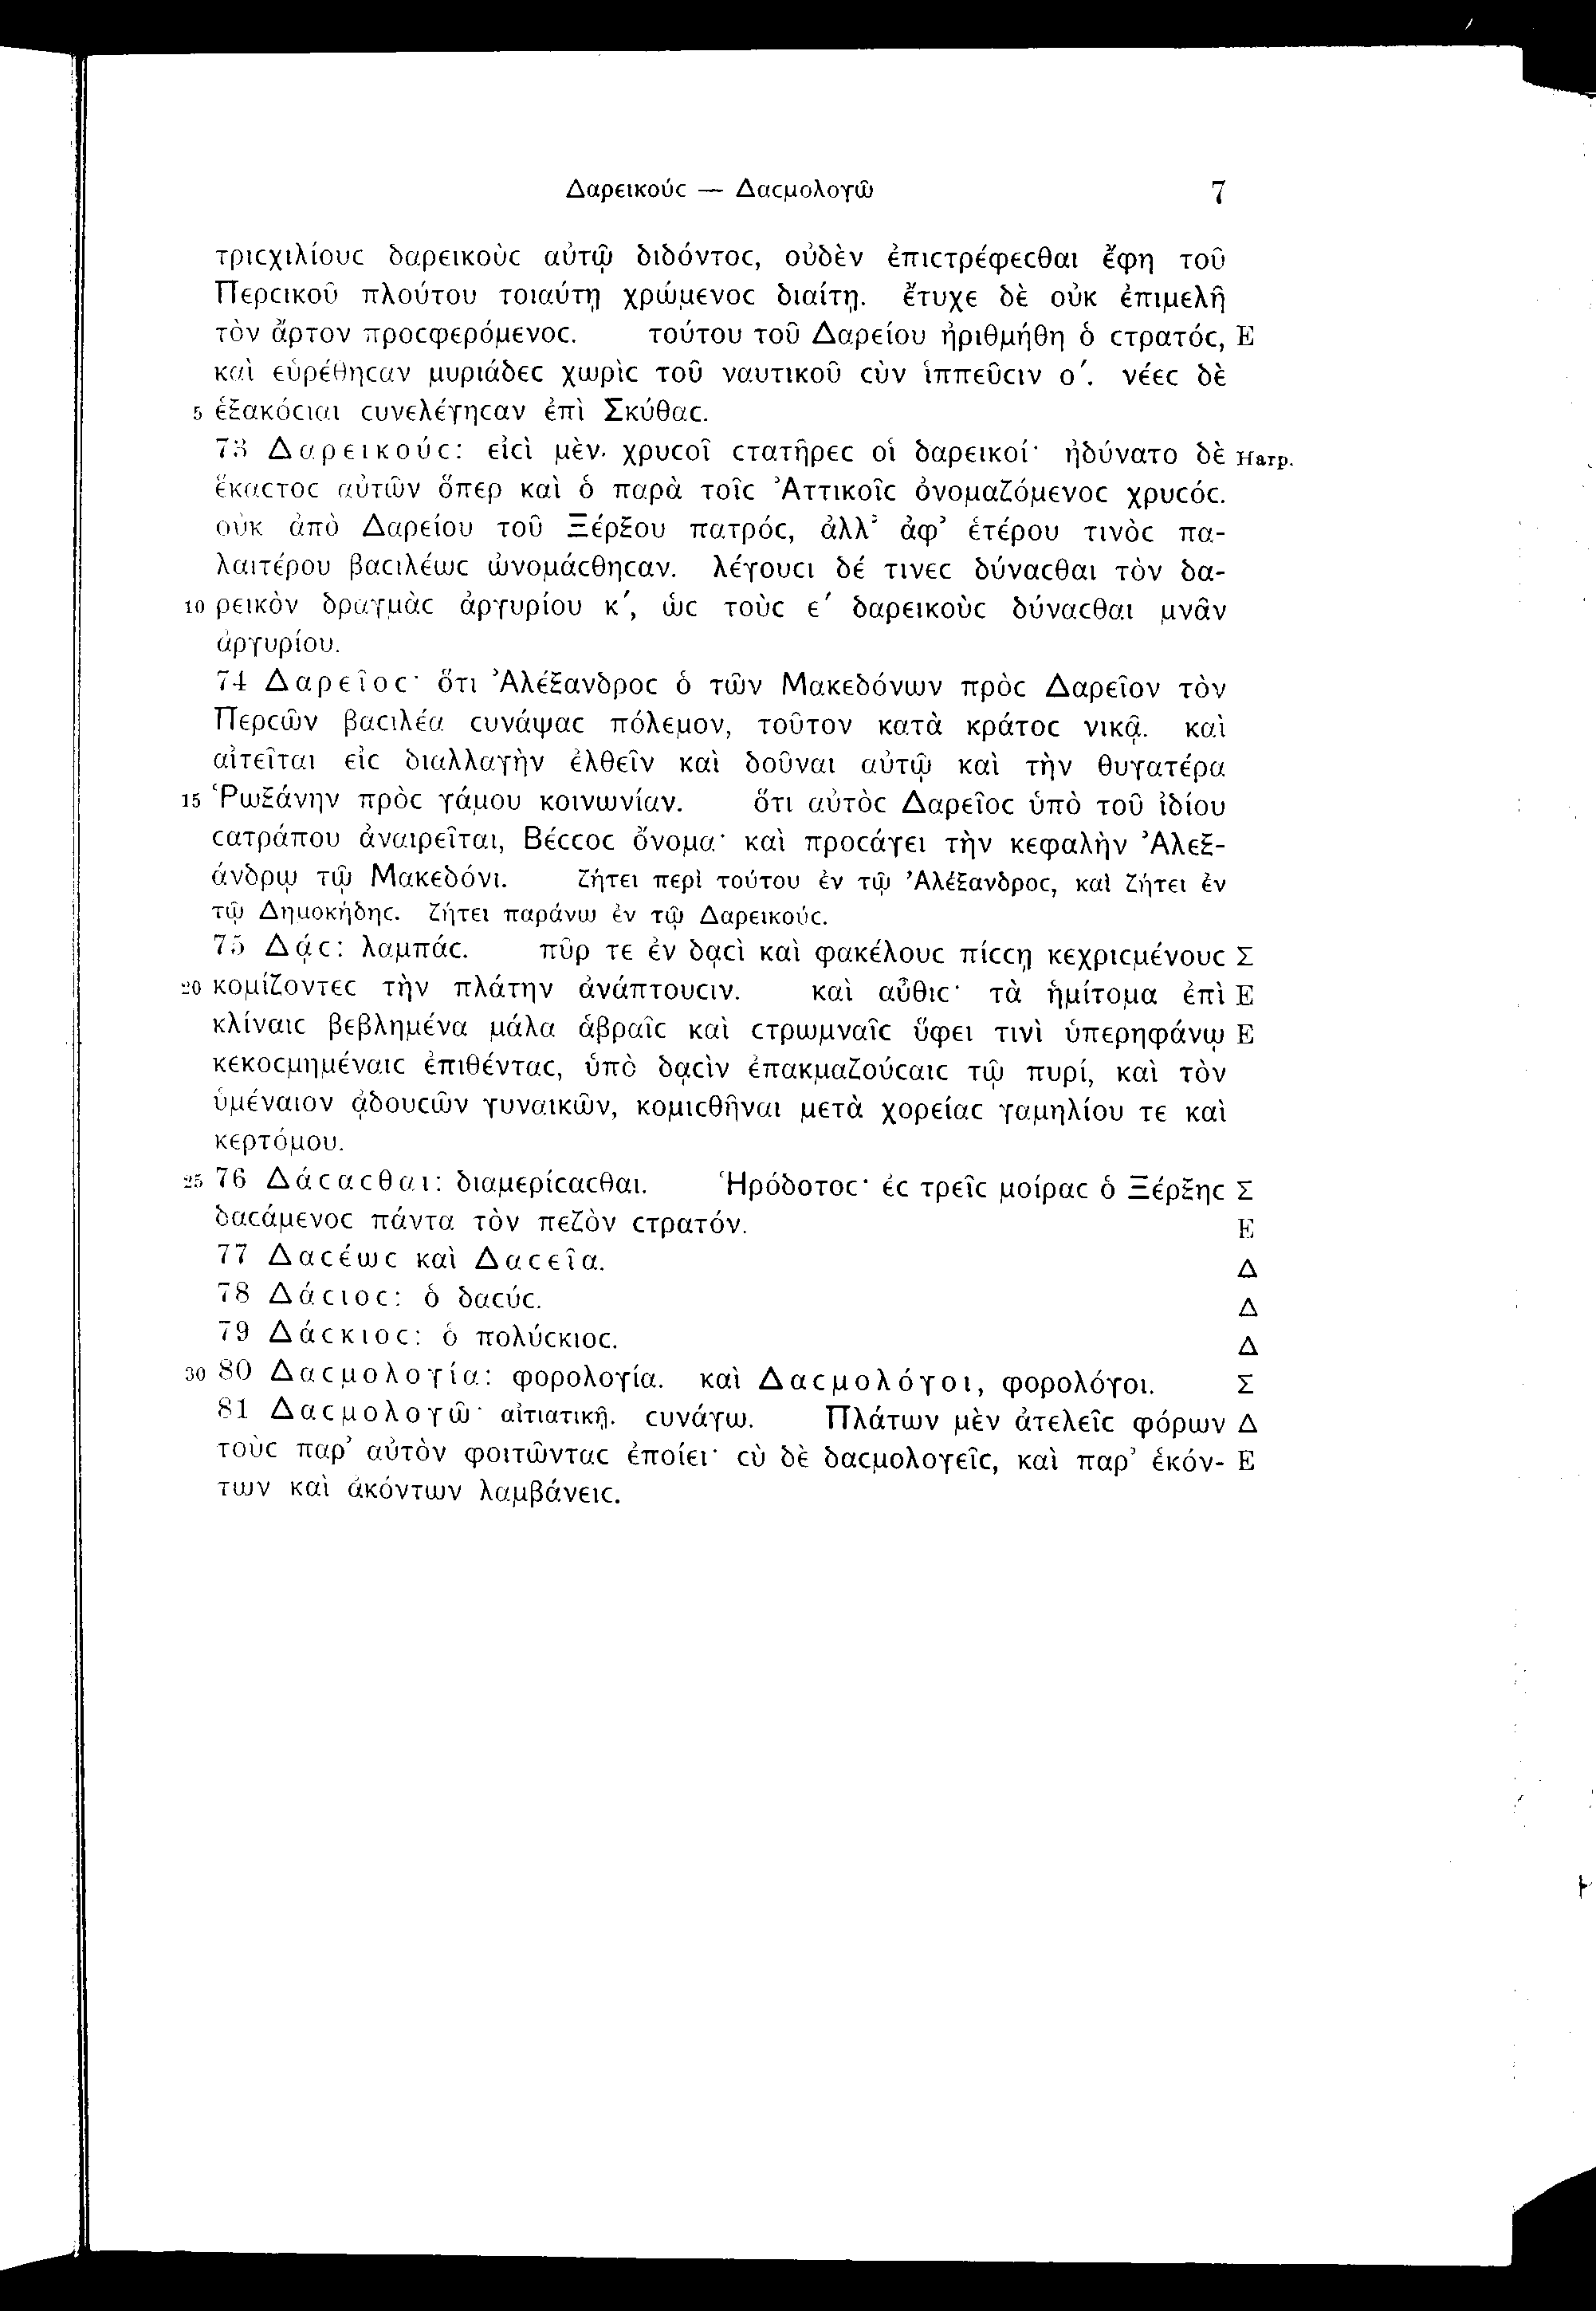 Δαρεικούϲ — Δαϲμολογῶ 7
τριϲχιλίουϲ δαρεικοὺϲ αὐτῷ διδόντοϲ, οὐδὲν ἐπιϲτρέφεϲθαι ἔφη τοῦ
Περϲικοῦ πλούτου τοιαύτῃ χρώμενοϲ διαίτῃ. ἔτυχε δὲ οὐκ ἐπιμελῆ
τὸν ἄρτον προϲφερόμενοϲ. τούτου τοῦ Δαρείου ἠριθμήθη ὁ ϲτρατόϲ, E
καὶ εὑρέθηϲαν μυριάδεϲ χωρὶϲ τοῦ ναυτικοῦ ϲὺν ἱππεῦϲιν οʹ. νέεϲ δὲ
5 ἑξακόϲιαι ϲυνελέγηϲαν ἐπὶ Σκύθαϲ.
73 Δαρεικούϲ: εἰϲὶ μὲν. χρυϲοῖ ϲτατῆρεϲ οἱ δαρεικοί· ἠδύνατο δὲ Harp.
ἕκαϲτοϲ αὐτῶν ὅπερ καὶ ὁ παρὰ τοῖϲ Ἀττικοῖϲ ὀνομαζόμενοϲ χρυϲόϲ.
οὐκ ἀπὸ Δαρείου τοῦ Ξέρξου πατρόϲ, ἀλλ’ ἀφ’ ἑτέρου τινὸϲ πα-
λαιτέρου βαϲιλέωϲ ὠνομάϲθηϲαν. λέγουϲι δέ τινεϲ δύναϲθαι τὸν δα-
10 ρεικὸν δραγμὰϲ ἀργυρίου κʹ, ὡϲ τοὺϲ εʹ δαρεικοὺϲ δύναϲθαι μνᾶν
ἀργυρίου.
74 Δαρεῖοϲ· ὅτι Ἀλέξανδροϲ ὁ τῶν Μακεδόνων πρὸϲ Δαρεῖον τὸν
Περϲῶν βαϲιλέα ϲυνάψαϲ πόλεμον, τοῦτον κατὰ κράτοϲ νικᾷ. καὶ
αἰτεῖται εἰϲ διαλλαγὴν ἐλθεῖν καὶ δοῦναι αὐτῷ καὶ τὴν θυγατέρα
15 Ῥωξάνην πρὸϲ γάμου κοινωνίαν. ὅτι αὐτὸϲ Δαρεῖοϲ ὑπὸ τοῦ ἰδίου
ϲατράπου ἀναιρεῖται, Βέϲϲοϲ ὄνομα· καὶ προϲάγει τὴν κεφαλὴν Ἀλεξ-
άνδρῳ τῷ Μακεδόνι. ζήτει περὶ τούτου ἐν τῷ Ἀλέξανδροϲ, καὶ ζήτει ἐν
τῷ Δημοκήδηϲ. ζήτει παράνω ἐν τῷ Δαρεικούϲ.
75 Δᾴϲ: λαμπάϲ. πῦρ τε ἐν δᾳϲὶ καὶ φακέλουϲ πίϲϲῃ κεχριϲμένουϲ Σ
20 κομίζοντεϲ τὴν πλάτην ἀνάπτουϲιν. καὶ αὖθιϲ· τὰ ἡμίτομα ἐπὶ E
κλίναιϲ βεβλημένα μάλα ἁβραῖϲ καὶ ϲτρωμναῖϲ ὕφει τινὶ ὑπερηφάνῳ E
κεκοϲμημέναιϲ ἐπιθένταϲ, ὑπὸ δᾳϲὶν ἐπακμαζούϲαιϲ τῷ πυρί, καὶ τὸν
ὑμέναιον ᾀδουϲῶν γυναικῶν, κομιϲθῆναι μετὰ χορείαϲ γαμηλίου τε καὶ
κερτόμου.
25 76 Δάϲαϲθαι: διαμερίϲαϲθαι. Ἡρόδοτοϲ· ἐϲ τρεῖϲ μοίραϲ ὁ Ξέρξηϲ Σ
δαϲάμενοϲ πάντα τὸν πεζὸν ϲτρατόν. E
77 Δαϲέωϲ καὶ Δαϲεῖα. Δ
78 Δάϲιοϲ: ὁ δαϲύϲ. Δ
79 Δάϲκιοϲ: ὁ πολύϲκιοϲ. Δ
30 80 Δαϲμολογία: φορολογία. καὶ Δαϲμολόγοι, φορολόγοι. Σ
81 Δαϲμολογῶ· αἰτιατικῇ. ϲυνάγω. Πλάτων μὲν ἀτελεῖϲ φόρων Δ
τοὺϲ παρ’ αὐτὸν φοιτῶνταϲ ἐποίει· ϲὺ δὲ δαϲμολογεῖϲ, καὶ παρ’ ἑκόν- E
των καὶ ἀκόντων λαμβάνειϲ.